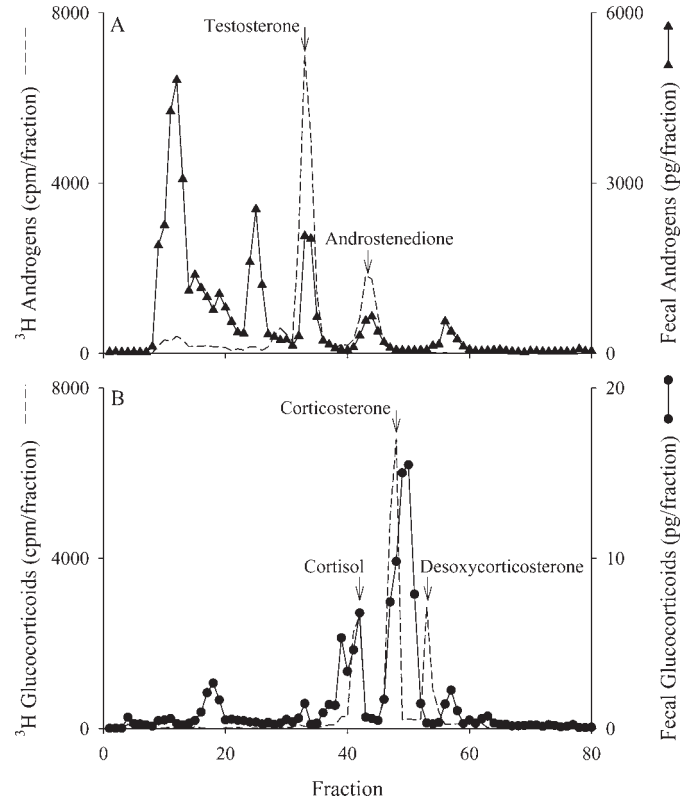 8000
6000
A
Testosterone
4000
3000
Androstenedione
0
0
³H Androgens (cpm/fraction)
Fecal Androgens (pg/fraction)
8000
20
B
Corticosterone
4000
10
Cortisol
Desoxycorticosterone
0
0
³H Glucocorticoids (cpm/fraction)
Fecal Glucocorticoids (pg/fraction)
0 20 40 60 80
Fraction